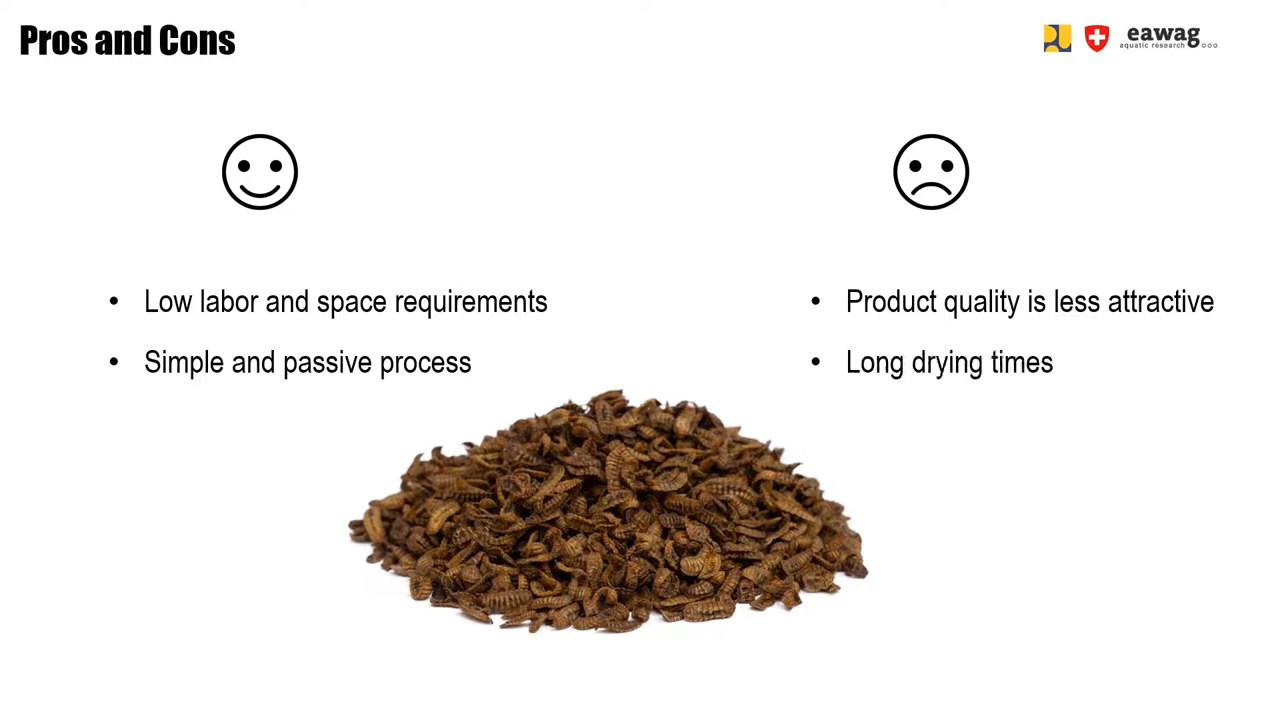 Pros and Cons
eawag
aquatic research
• Low labor and space requirements
• Simple and passive process
• Product quality is less attractive
• Long drying times